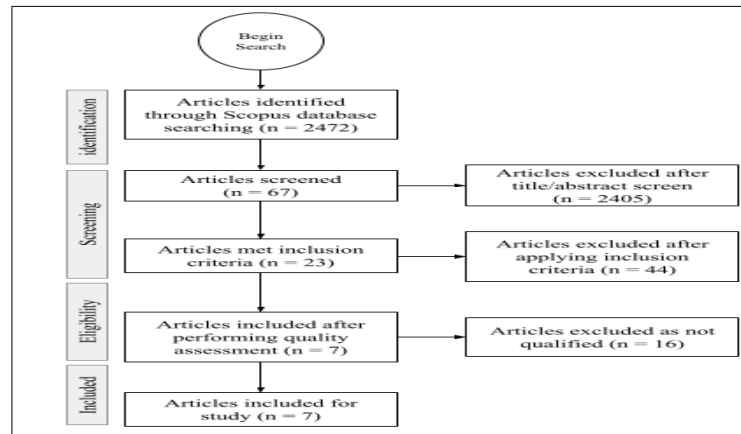 Begin
Search
identification
Articles identified
through Scopus database
searching (n = 2472)
Screening
Articles screened
(n = 67)
Articles excluded after
title/abstract screen
(n = 2405)
Articles met inclusion
criteria (n = 23)
Articles excluded after
applying inclusion
criteria (n = 44)
Eligibility
Articles included after
performing quality
assessment (n = 7)
Articles excluded as not
qualified (n = 16)
Included
Articles included for
study (n = 7)